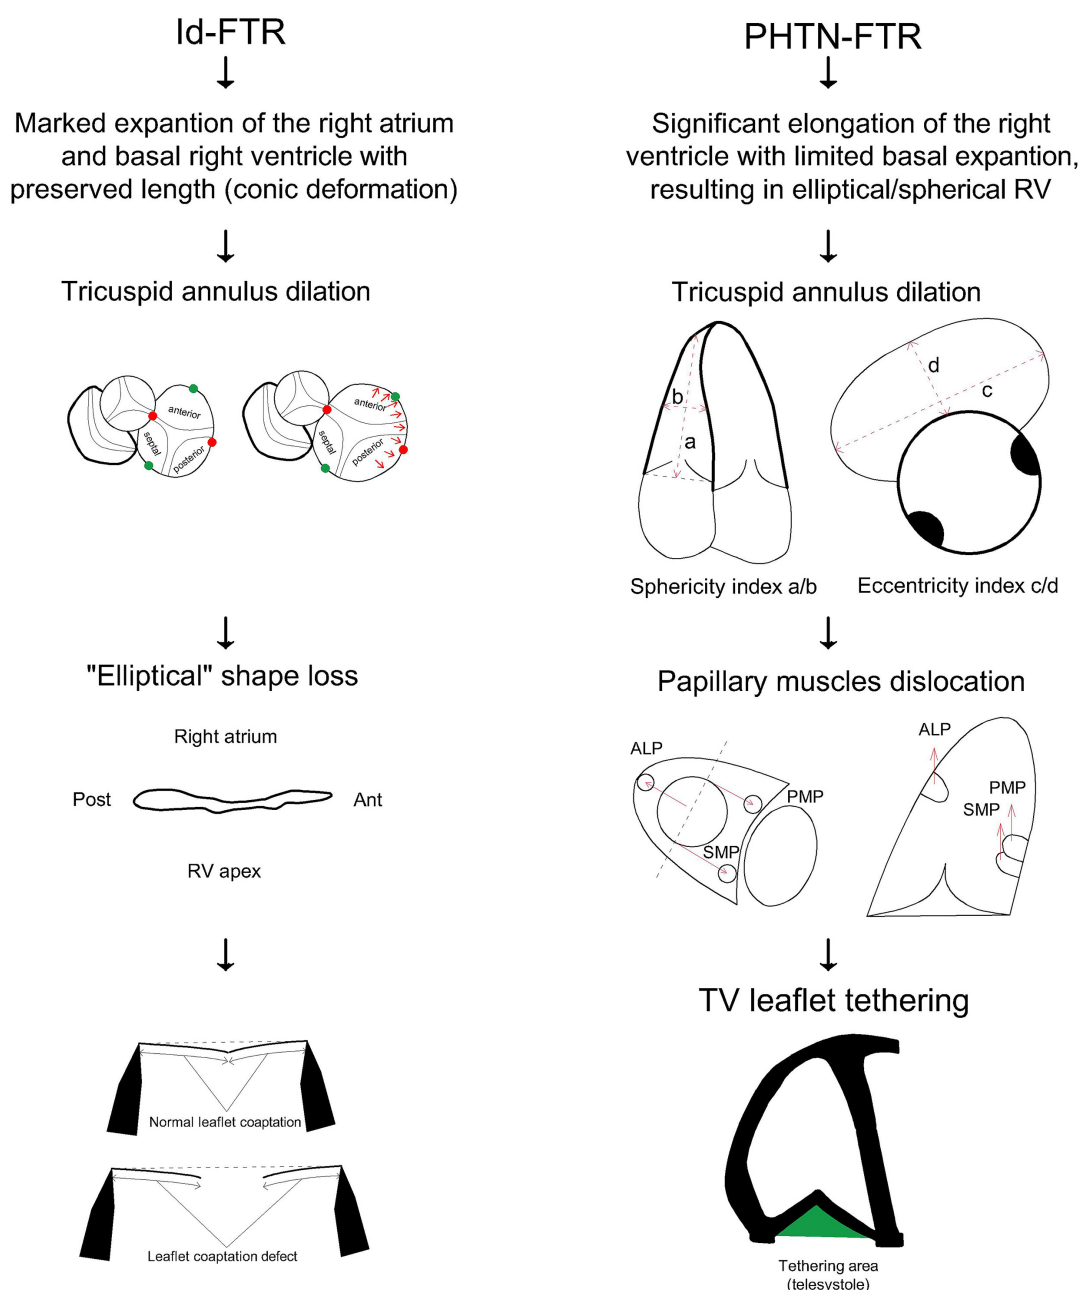 Id-FTR
Marked expantion of the right atrium
and basal right ventricle with
preserved length (conic deformation)
Tricuspid annulus dilation
anterior
septal
posterior
anterior
septal
posterior
"Elliptical" shape loss
Right atrium
Post
Ant
RV apex
Normal leaflet coaptation
Leaflet coaptation defect
PHTN-FTR
Significant elongation of the right
ventricle with limited basal expantion,
resulting in elliptical/spherical RV
Tricuspid annulus dilation
b
a
d
c
Sphericity index a/b
Eccentricity index c/d
Papillary muscles dislocation
ALP
PMP
SMP
ALP
PMP
SMP
TV leaflet tethering
Tethering area
(telesystole)